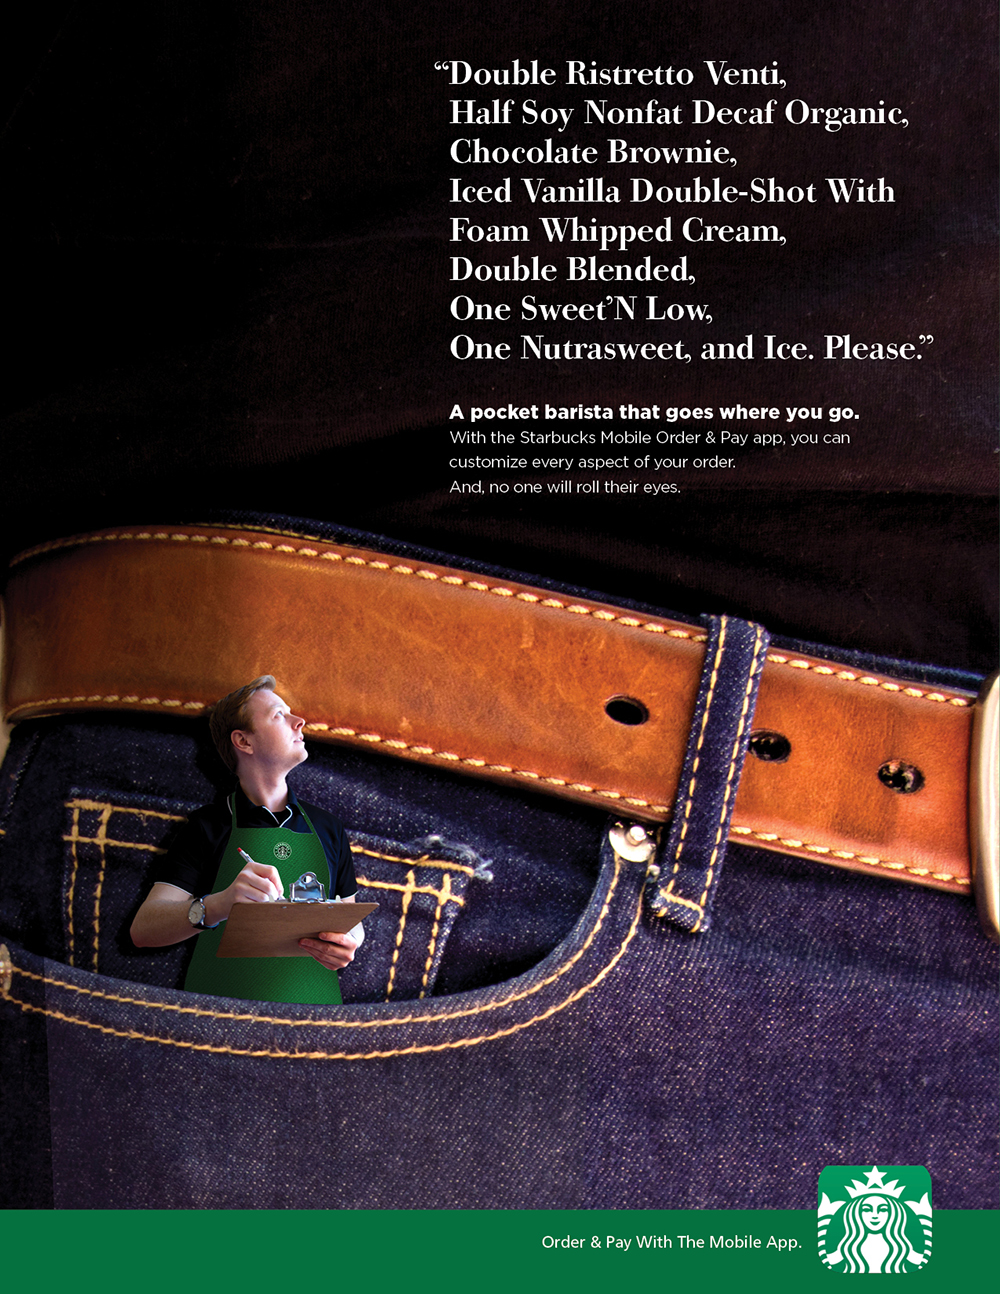 “Double Ristretto Venti,
Half Soy Nonfat Decaf Organic,
Chocolate Brownie,
Iced Vanilla Double-Shot With
Foam Whipped Cream,
Double Blended,
One Sweet’N Low,
One Nutrasweet, and Ice. Please.”
A pocket barista that goes where you go.
With the Starbucks Mobile Order & Pay app, you can
customize every aspect of your order.
And, no one will roll their eyes.
Order & Pay With The Mobile App.